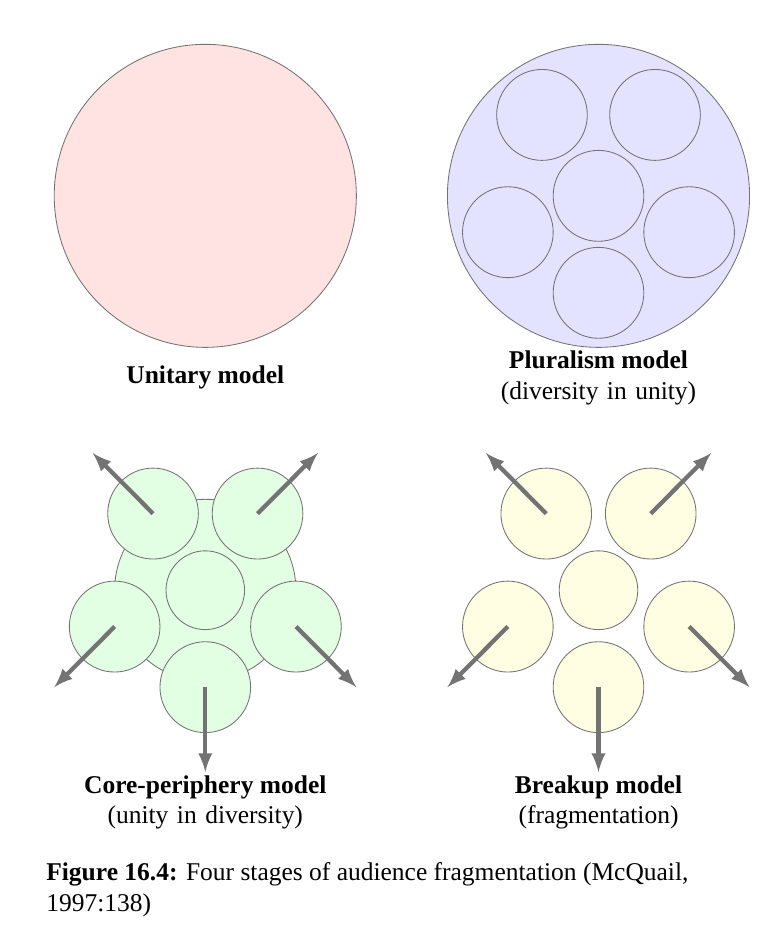 Unitary model
Pluralism model
(diversity in unity)
Core-periphery model
(unity in diversity)
Breakup model
(fragmentation)
Figure 16.4: Four stages of audience fragmentation (McQuail,
1997:138)